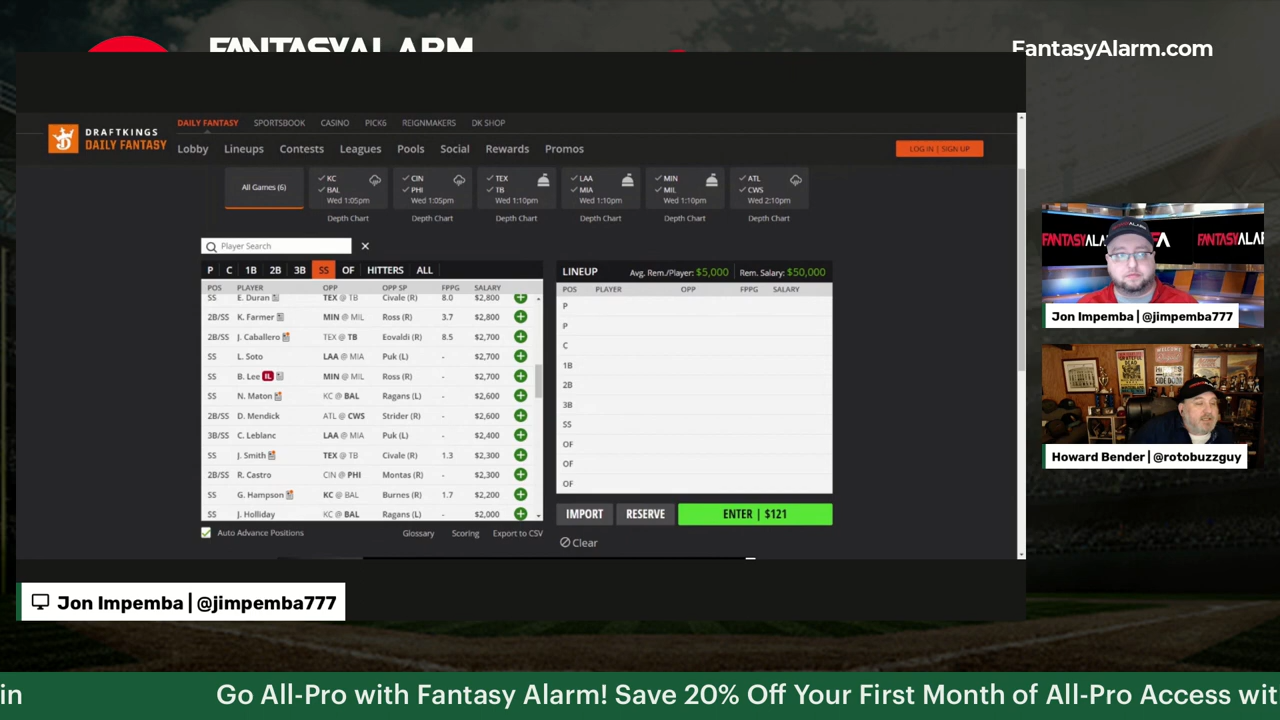 FANTASYALARM
FantasyAlarm.com
DRAFTKINGS
DAILY FANTASY
DAILY FANTASY SPORTSBOOK CASINO PICK6 REIGNMAKERS DK SHOP
Lobby Lineups Contests Leagues Pools Social Rewards Promos
LOG IN | SIGN UP
All Games (6)
KC
BAL
Wed 1:05pm
Depth Chart
CIN
PHI
Wed 1:05pm
Depth Chart
TEX
TB
Wed 1:10pm
Depth Chart
LAA
MIA
Wed 1:10pm
Depth Chart
MIN
MIL
Wed 1:10pm
Depth Chart
ATL
CWS
Wed 2:10pm
Depth Chart
Player Search
P C 1B 2B 3B SS OF HITTERS ALL
POS PLAYER OPP OPP SP FPPG SALARY
SS E. Duran TEX @ TB Civale (R) 8.0 $2,800
2B/SS K. Farmer MIN @ MIL Ross (R) 3.7 $2,800
2B/SS J. Caballero TEX @ TB Eovaldi (R) 8.5 $2,700
SS L. Soto LAA @ MIA Puk (L) - $2,700
SS B. Lee IL MIN @ MIL Ross (R) - $2,700
SS N. Maton KC @ BAL Ragans (L) - $2,600
2B/SS D. Mendick ATL @ CWS Strider (R) - $2,600
3B/SS C. Leblanc LAA @ MIA Puk (L) - $2,400
SS J. Smith TEX @ TB Civale (R) 1.3 $2,300
2B/SS R. Castro CIN @ PHI Montas (R) - $2,300
SS G. Hampson KC @ BAL Burnes (R) 1.7 $2,200
SS J. Holliday KC @ BAL Ragans (L) - $2,000
Auto Advance Positions
Glossary Scoring Export to CSV
LINEUP Avg. Rem./Player: $5,000 Rem. Salary: $50,000
POS PLAYER OPP FPPG SALARY
P
P
C
1B
2B
3B
SS
OF
OF
OF
IMPORT RESERVE ENTER | $121
Clear
Jon Impemba | @jimpemba777
Howard Bender | @rotobuzzguy
Jon Impemba | @jimpemba777
in Go All-Pro with Fantasy Alarm! Save 20% Off Your First Month of All-Pro Access wit